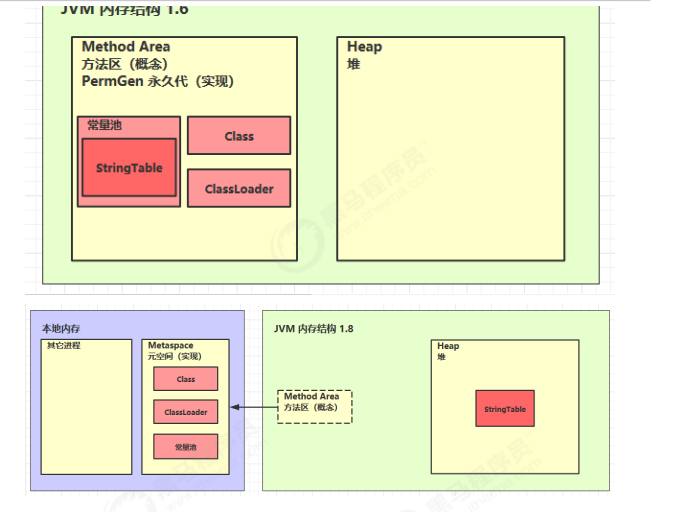 JVM 内存结构 1.6
Method Area
方法区（概念）
PermGen 永久代（实现）
常量池
StringTable
Class
ClassLoader
Heap
堆
黑马程序员
www.itheima.com
本地内存
其它进程
Metaspace
元空间（实现）
Class
ClassLoader
常量池
JVM 内存结构 1.8
Method Area
方法区（概念）
Heap
堆
StringTable